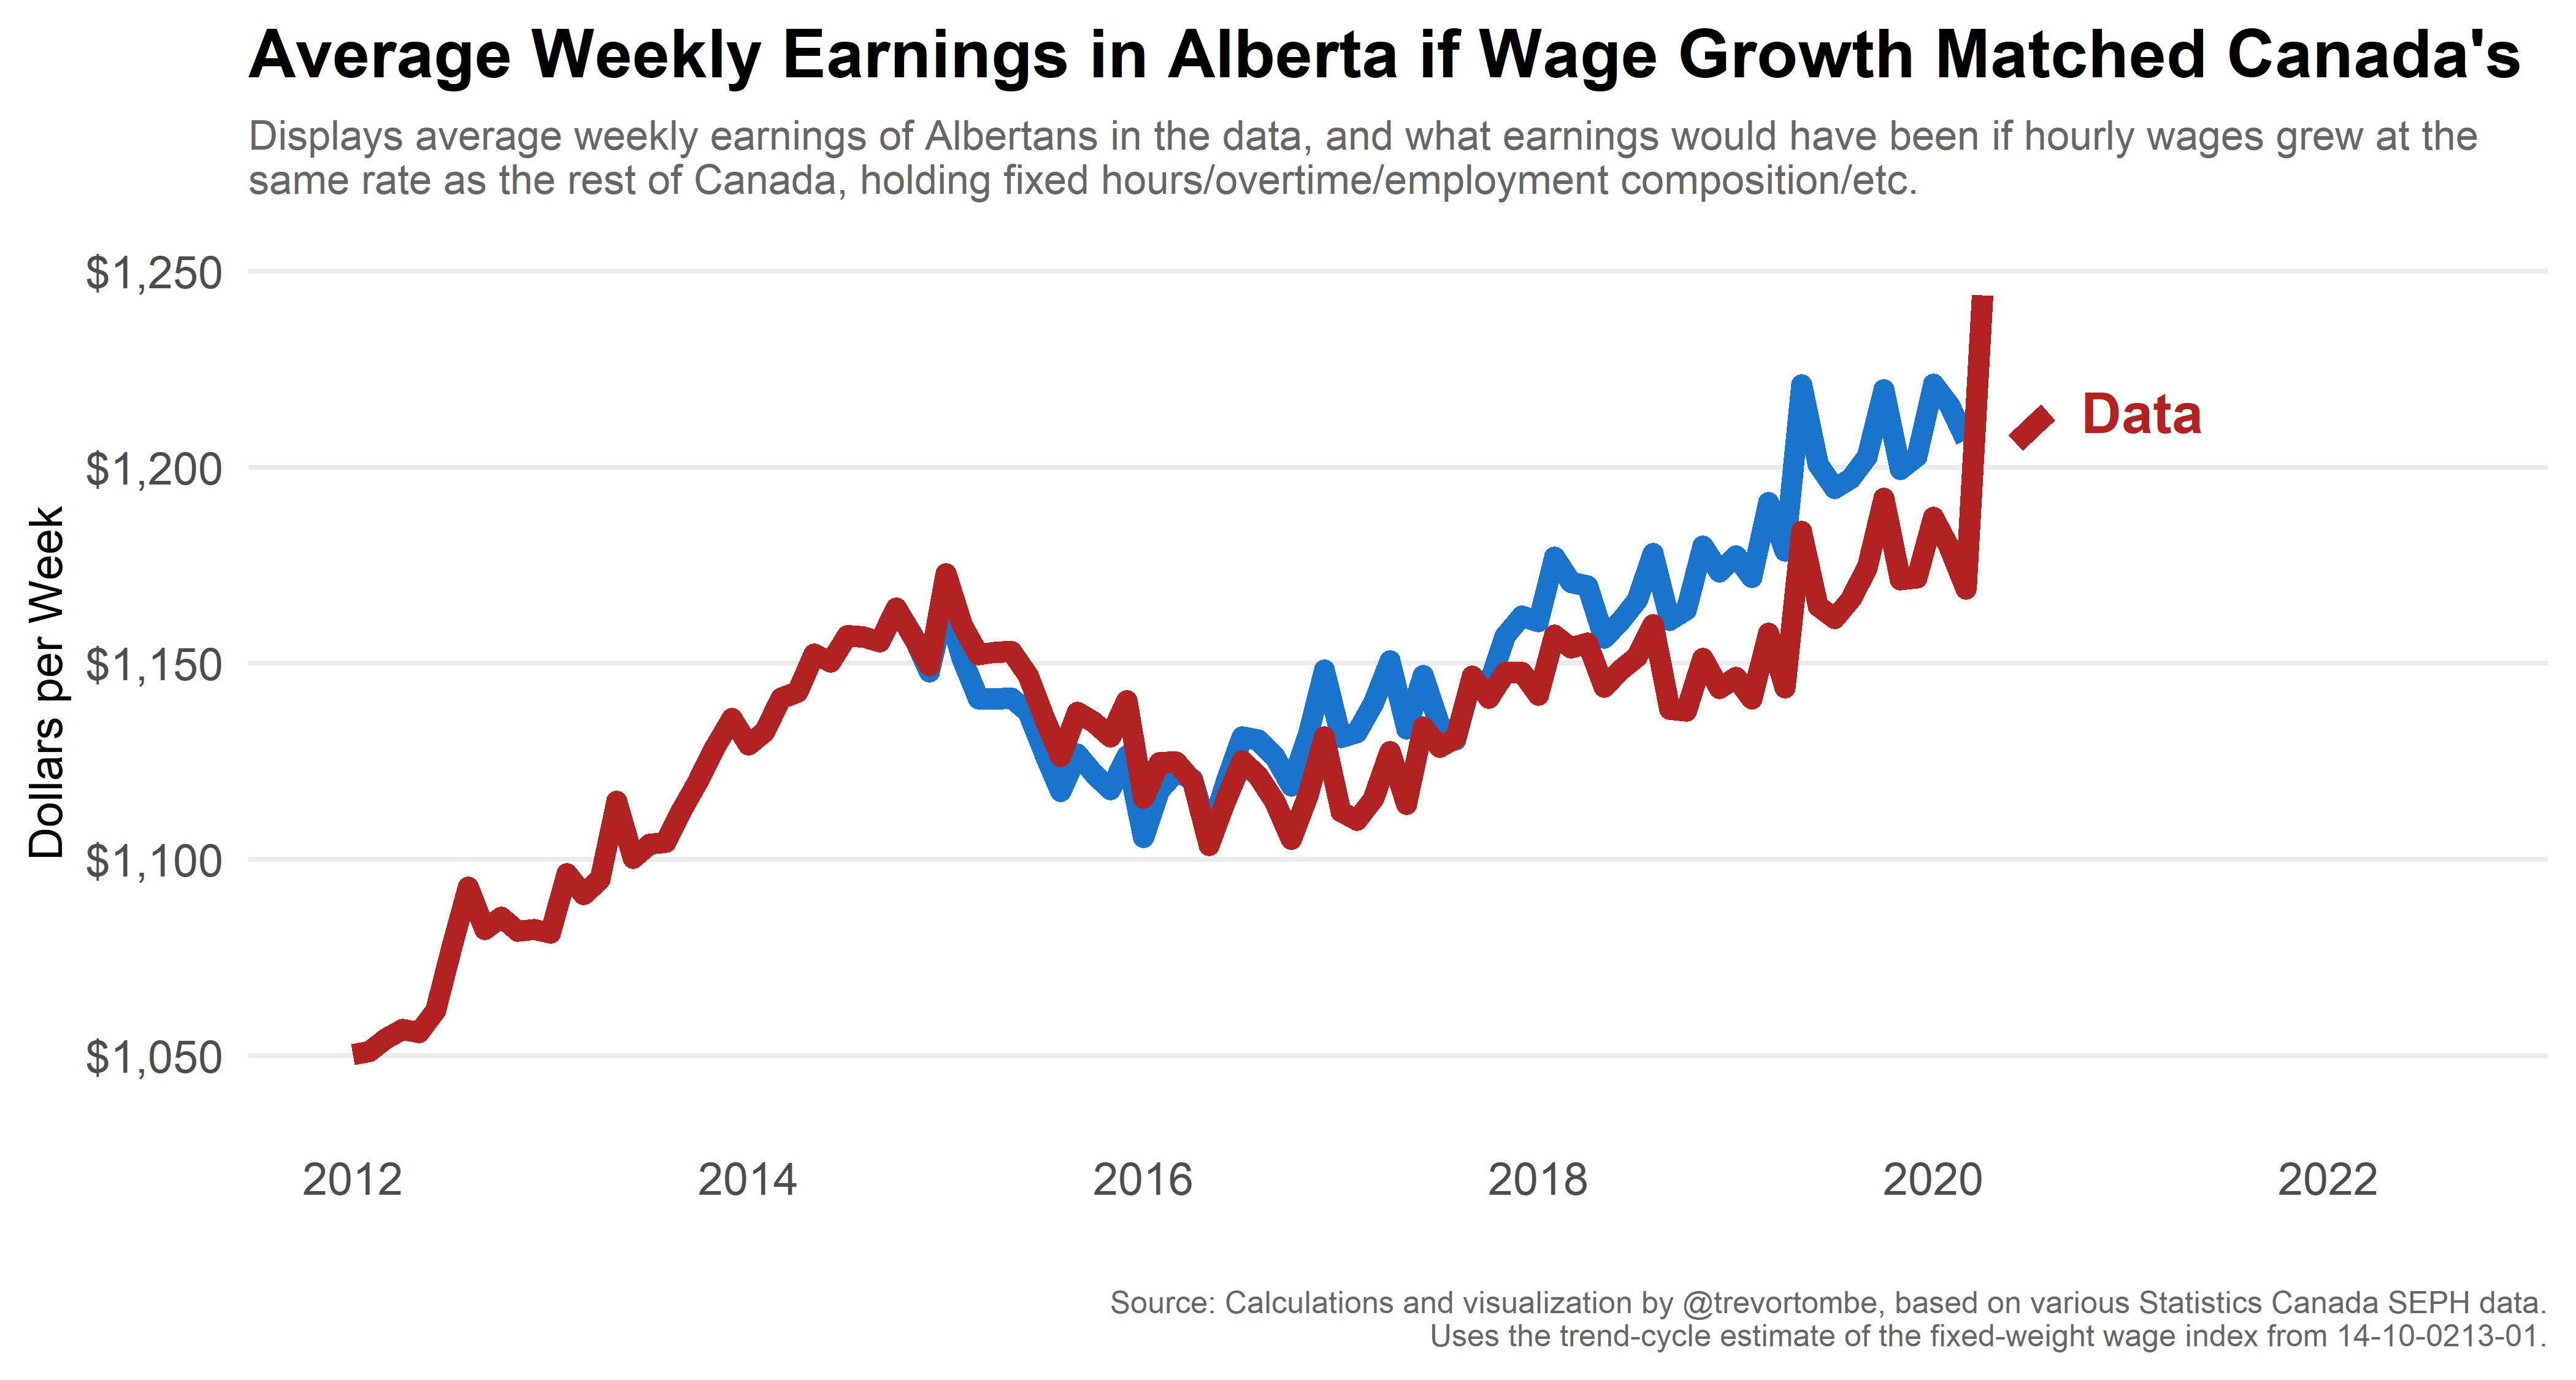 Average Weekly Earnings in Alberta if Wage Growth Matched Canada's
Displays average weekly earnings of Albertans in the data, and what earnings would have been if hourly wages grew at the
same rate as the rest of Canada, holding fixed hours/overtime/employment composition/etc.
$1,250
$1,200
$1,150
$1,100
$1,050
Dollars per Week
Data
2012
2014
2016
2018
2020
2022
Source: Calculations and visualization by @trevortombe, based on various Statistics Canada SEPH data.
Uses the trend-cycle estimate of the fixed-weight wage index from 14-10-0213-01.